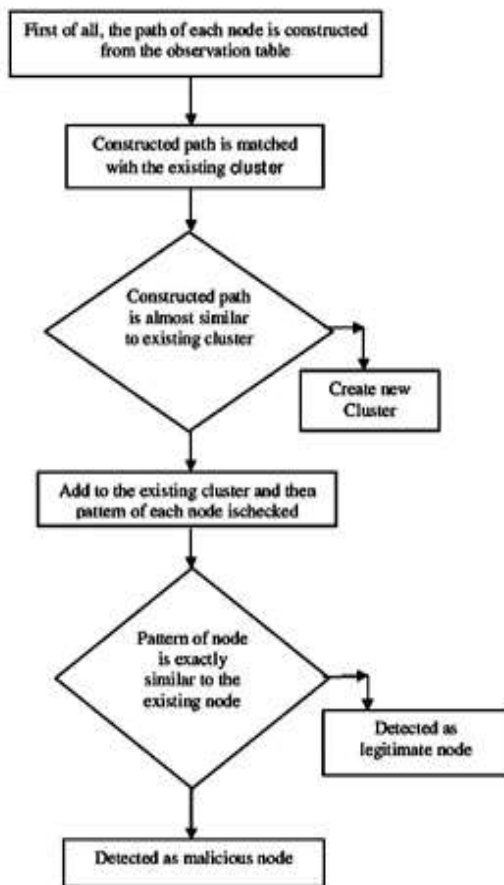 First of all, the path of each node is constructed
from the observation table
Constructed path is matched
with the existing cluster
Constructed path
is almost similar
to existing cluster
Create new
Cluster
Add to the existing cluster and then
pattern of each node ischecked
Pattern of node
is exactly
similar to the
existing node
Detected as
legitimate node
Detected as malicious node